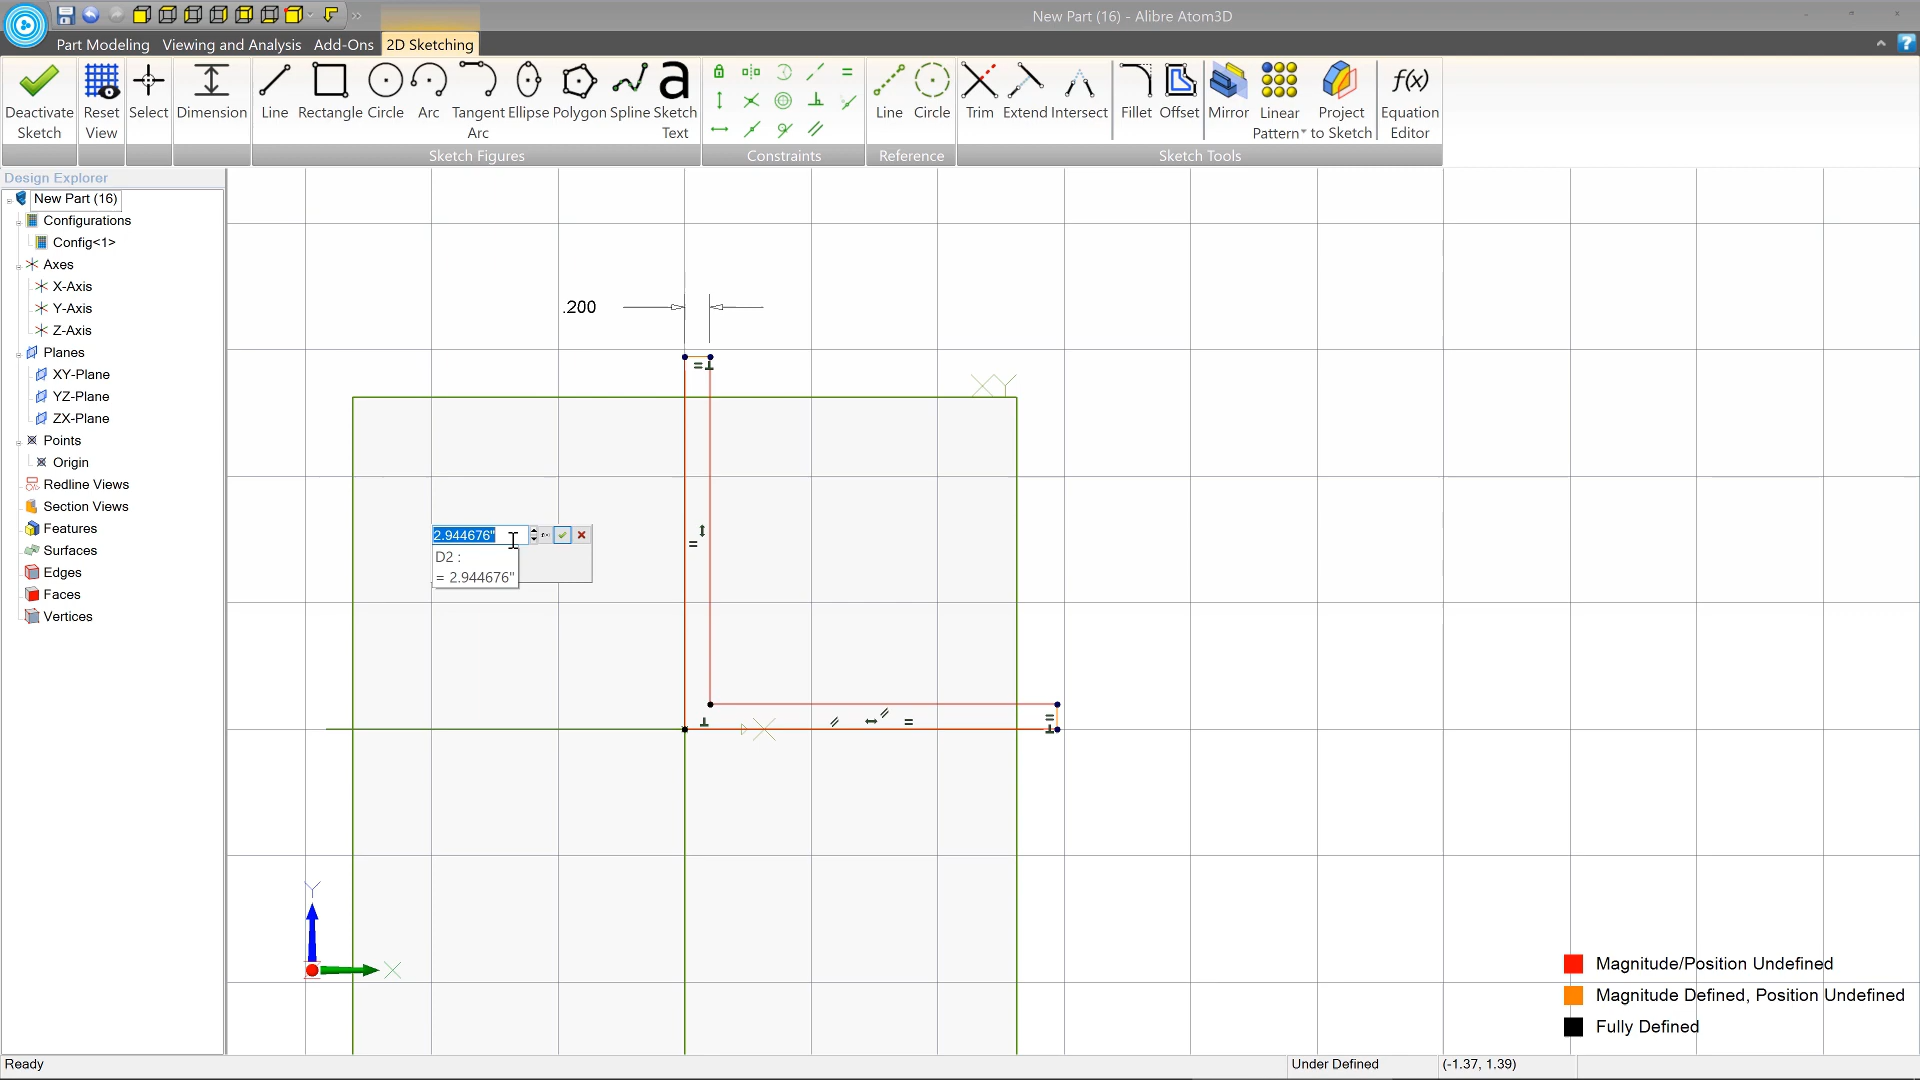 New Part (16) - Alibre Atom3D
Part Modeling
Viewing and Analysis
Add-Ons
2D Sketching
Deactivate Sketch
Reset View
Select
Dimension
Line
Rectangle
Circle
Arc
Tangent Arc
Ellipse
Polygon
Spline
Sketch Text
Sketch Figures
Constraints
Line
Circle
Reference
Trim
Extend
Intersect
Fillet
Offset
Mirror
Linear Pattern
Project to Sketch
f(x)
Equation Editor
Sketch Tools
Design Explorer
New Part (16)
Configurations
Config<1>
Axes
X-Axis
Y-Axis
Z-Axis
Planes
XY-Plane
YZ-Plane
ZX-Plane
Points
Origin
Redline Views
Section Views
Features
Surfaces
Edges
Faces
Vertices
.200
XY
2.944676"
D2 :
= 2.944676"
X
Y
X
Magnitude/Position Undefined
Magnitude Defined, Position Undefined
Fully Defined
Ready
Under Defined
(-1.37, 1.39)